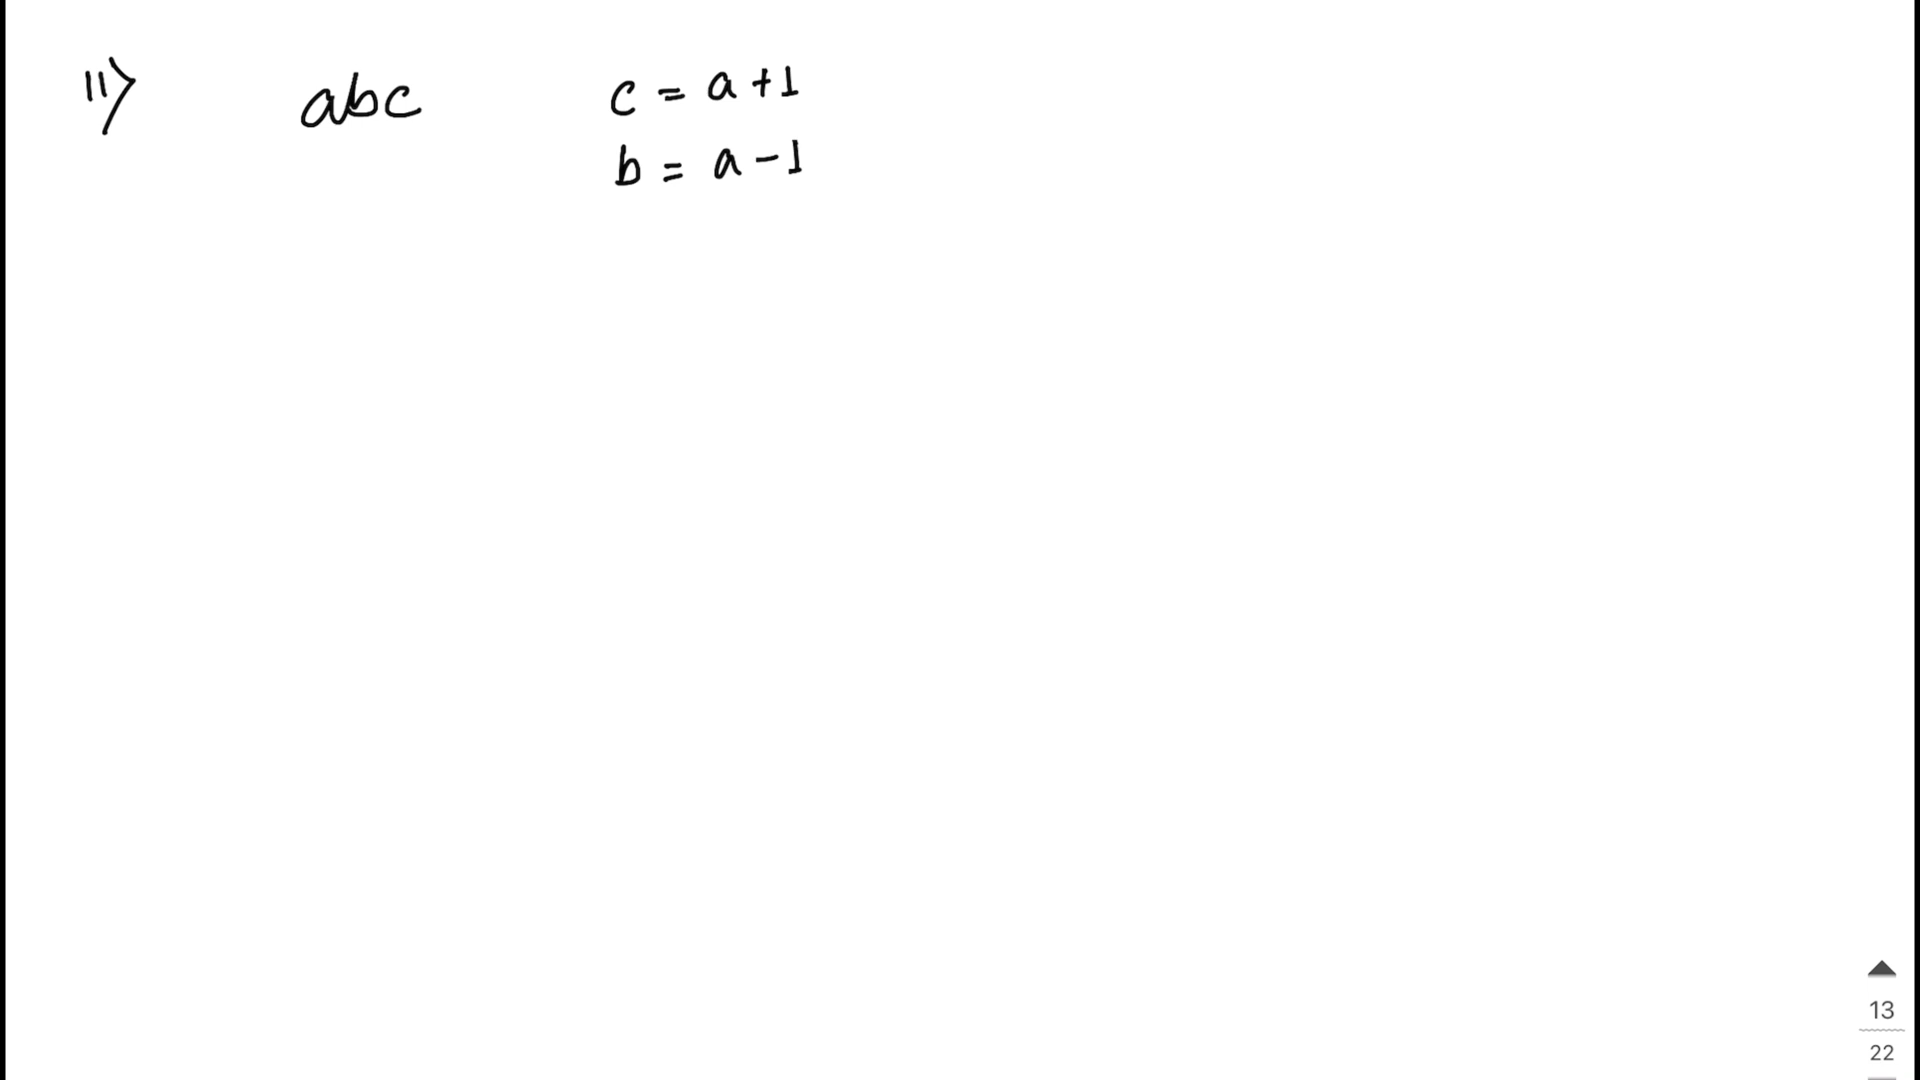 11) abc c = a + 1
b = a - 1
13
22